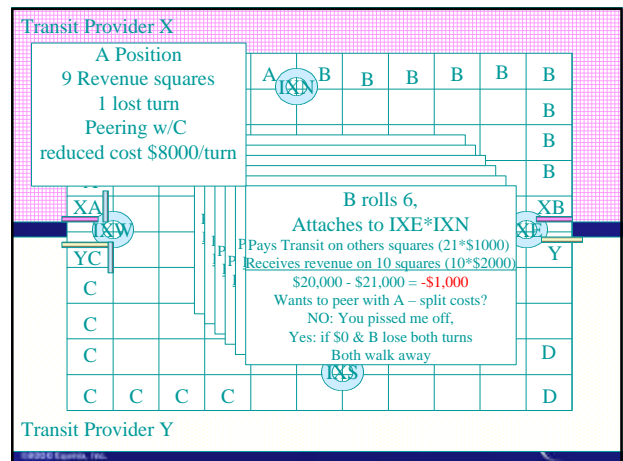 Transit Provider X
A Position
9 Revenue squares
1 lost turn
Peering w/C
reduced cost $8000/turn
A B B B B B B
IXN
B
B
B
XA
XB
IXW
XE
YC
Y
B rolls 6,
Attaches to IXE*IXN
Pays Transit on others squares (21*$1000)
Receives revenue on 10 squares (10*$2000)
$20,000 - $21,000 = -$1,000
Wants to peer with A – split costs?
NO: You pissed me off,
Yes: if $0 & B lose both turns
Both walk away
C
C
C
D
IXS
C C C C
D
Transit Provider Y